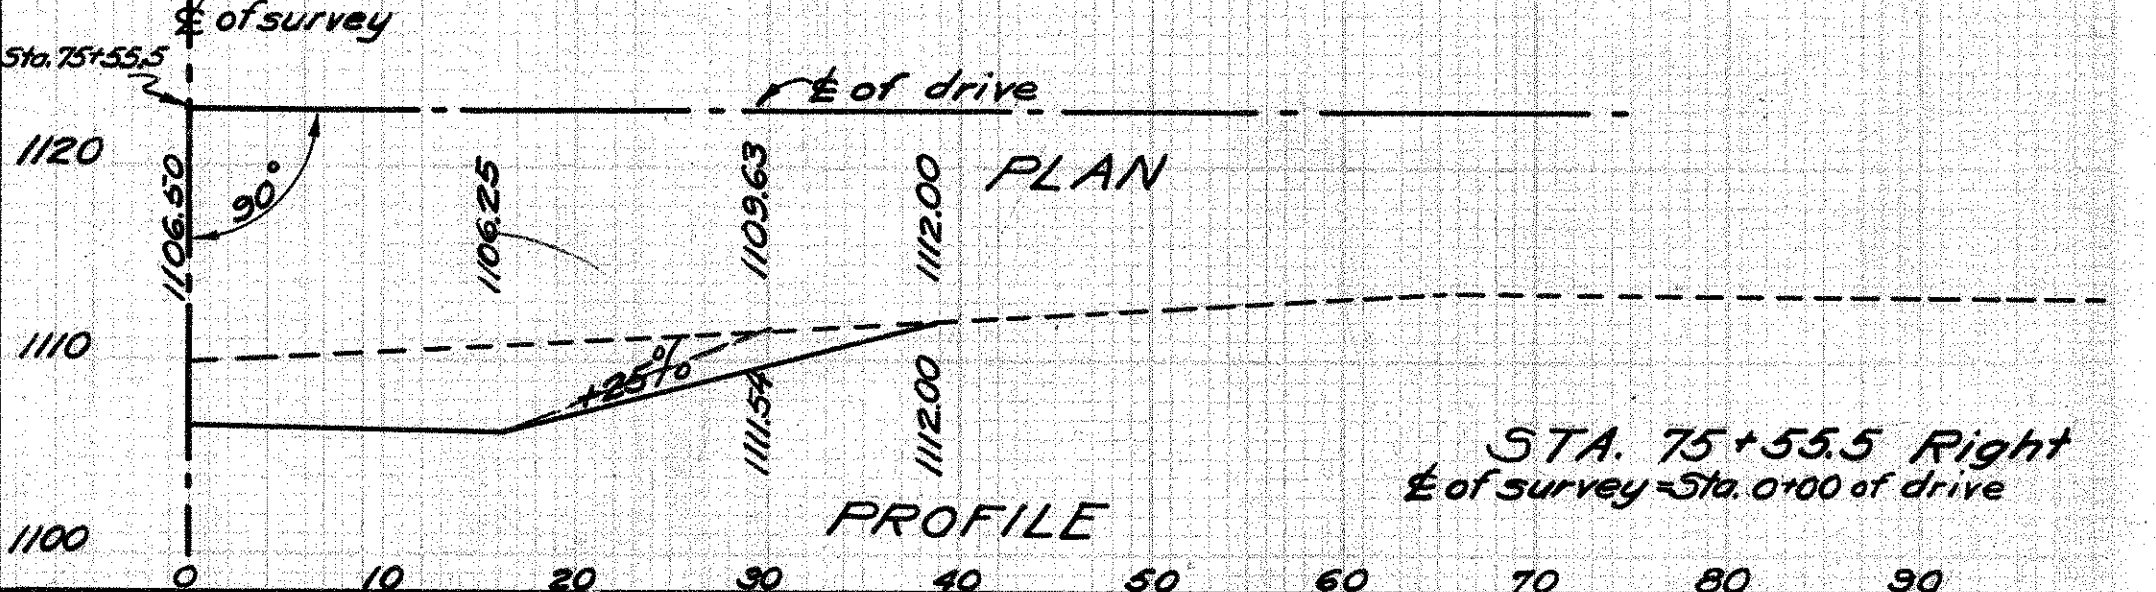 ℄ of survey
Sta. 75+55.5
℄ of drive
1120
1106.50
90°
1106.25
1109.63
1112.00
PLAN
1110
+25%
1111.54
1112.00
STA. 75+55.5 Right
℄ of survey = Sta. 0+00 of drive
PROFILE
1100
0 10 20 30 40 50 60 70 80 90